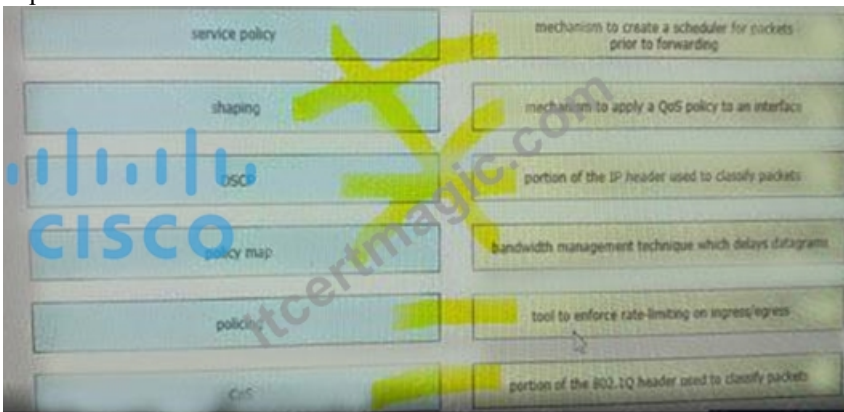 service policy
mechanism to create a scheduler for packets
prior to forwarding
shaping
mechanism to apply a QoS policy to an interface
DSCP
portion of the IP header used to classify packets
CISCO
policy map
bandwidth management technique which delays datagrams
policing
tool to enforce rate-limiting on ingress/egress
CoS
portion of the 802.1Q header used to classify packets
itcertmagic.com